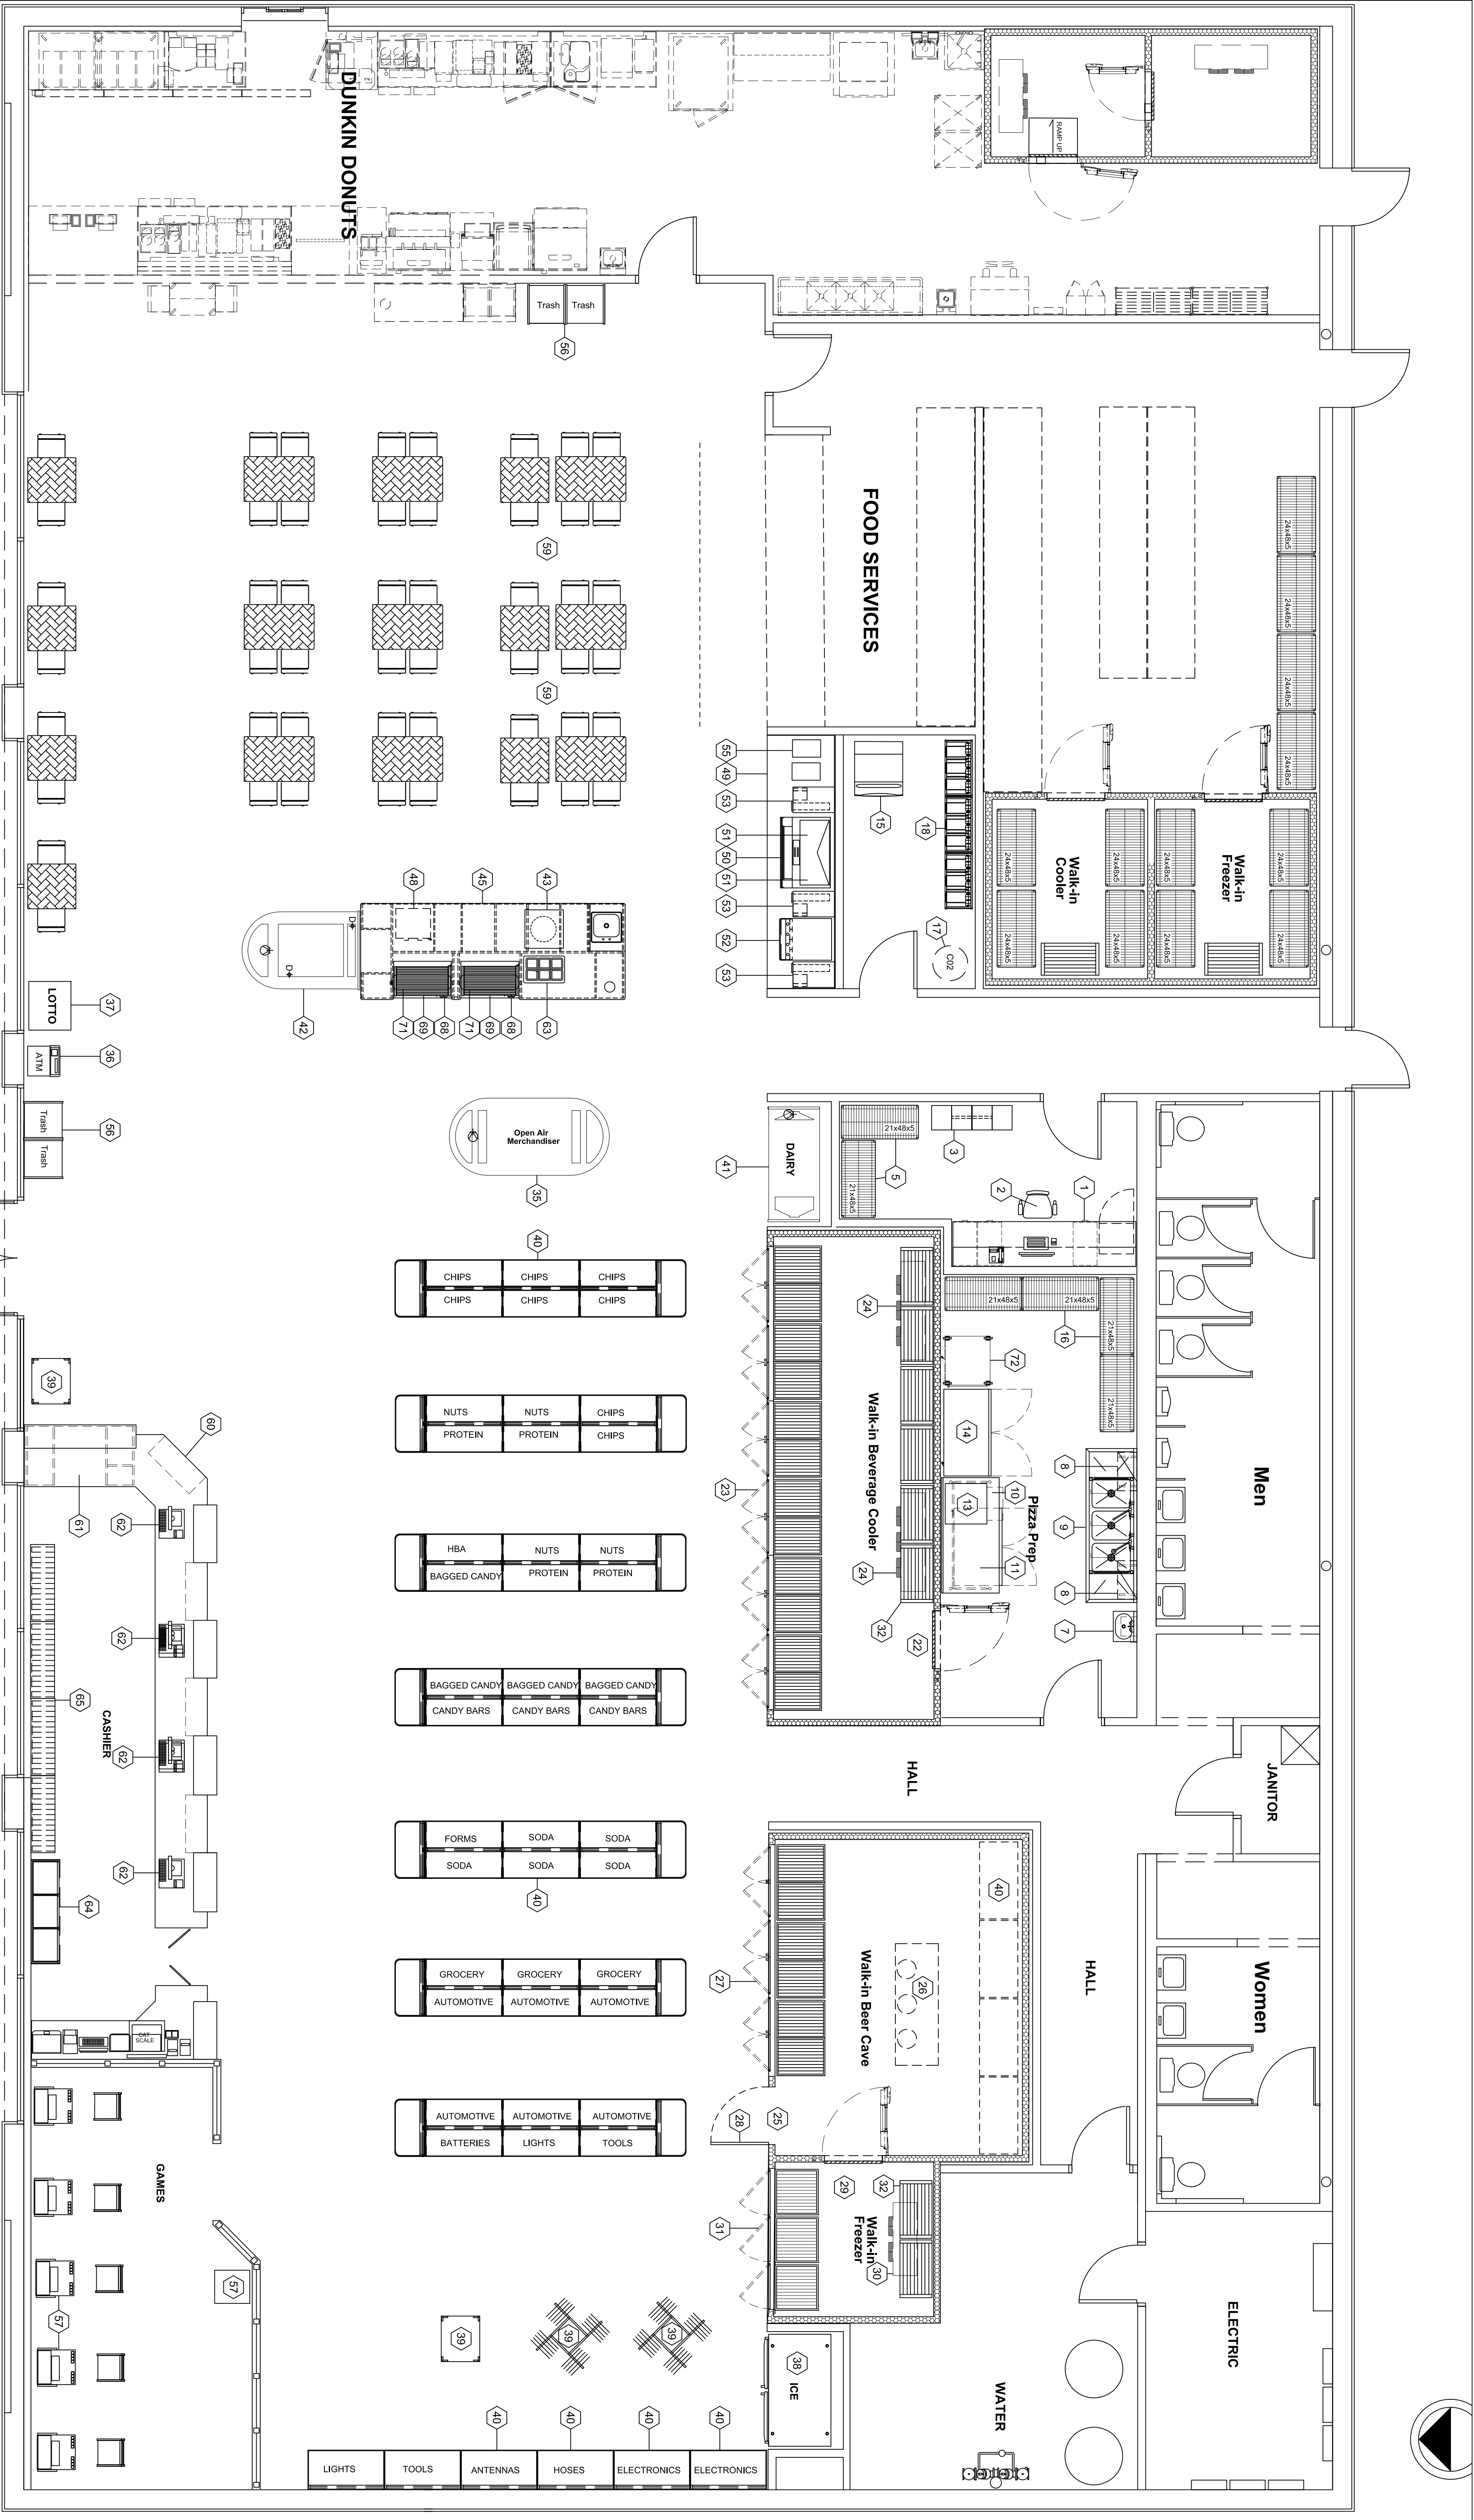 DUNKIN DONUTS
RAMP UP
Trash
Trash
56
59
59
FOOD SERVICES
24x48x5
24x48x5
24x48x5
24x48x5
Walk-in
Cooler
24x48x5
24x48x5
24x48x5
24x48x5
Walk-in
Freezer
24x48x5
24x48x5
24x48x5
24x48x5
55
49
53
51
50
51
53
52
53
15
18
17
C02
48
45
43
42
D
D
71
69
68
71
69
68
63
LOTTO
37
ATM
36
Trash
Trash
56
Open Air
Merchandiser
35
41
DAIRY
21x48x5
21x48x5
5
3
2
1
Men
21x48x5
21x48x5
21x48x5
21x48x5
16
72
14
10
13
11
Pizza Prep
8
9
8
7
24
Walk-in Beverage Cooler
24
23
32
22
40
CHIPS
CHIPS
CHIPS
CHIPS
CHIPS
CHIPS
NUTS
NUTS
CHIPS
PROTEIN
PROTEIN
CHIPS
HBA
NUTS
NUTS
BAGGED CANDY
PROTEIN
PROTEIN
BAGGED CANDY
BAGGED CANDY
BAGGED CANDY
CANDY BARS
CANDY BARS
CANDY BARS
FORMS
SODA
SODA
SODA
SODA
SODA
40
GROCERY
GROCERY
GROCERY
AUTOMOTIVE
AUTOMOTIVE
AUTOMOTIVE
AUTOMOTIVE
AUTOMOTIVE
AUTOMOTIVE
BATTERIES
LIGHTS
TOOLS
39
60
61
62
62
62
62
65
CASHIER
64
CAT
SCALE
GAMES
57
57
HALL
JANITOR
HALL
Women
40
26
Walk-in Beer Cave
27
28
25
29
32
Walk-in
Freezer
30
31
ELECTRIC
WATER
38
ICE
39
39
39
40
40
40
40
LIGHTS
TOOLS
ANTENNAS
HOSES
ELECTRONICS
ELECTRONICS